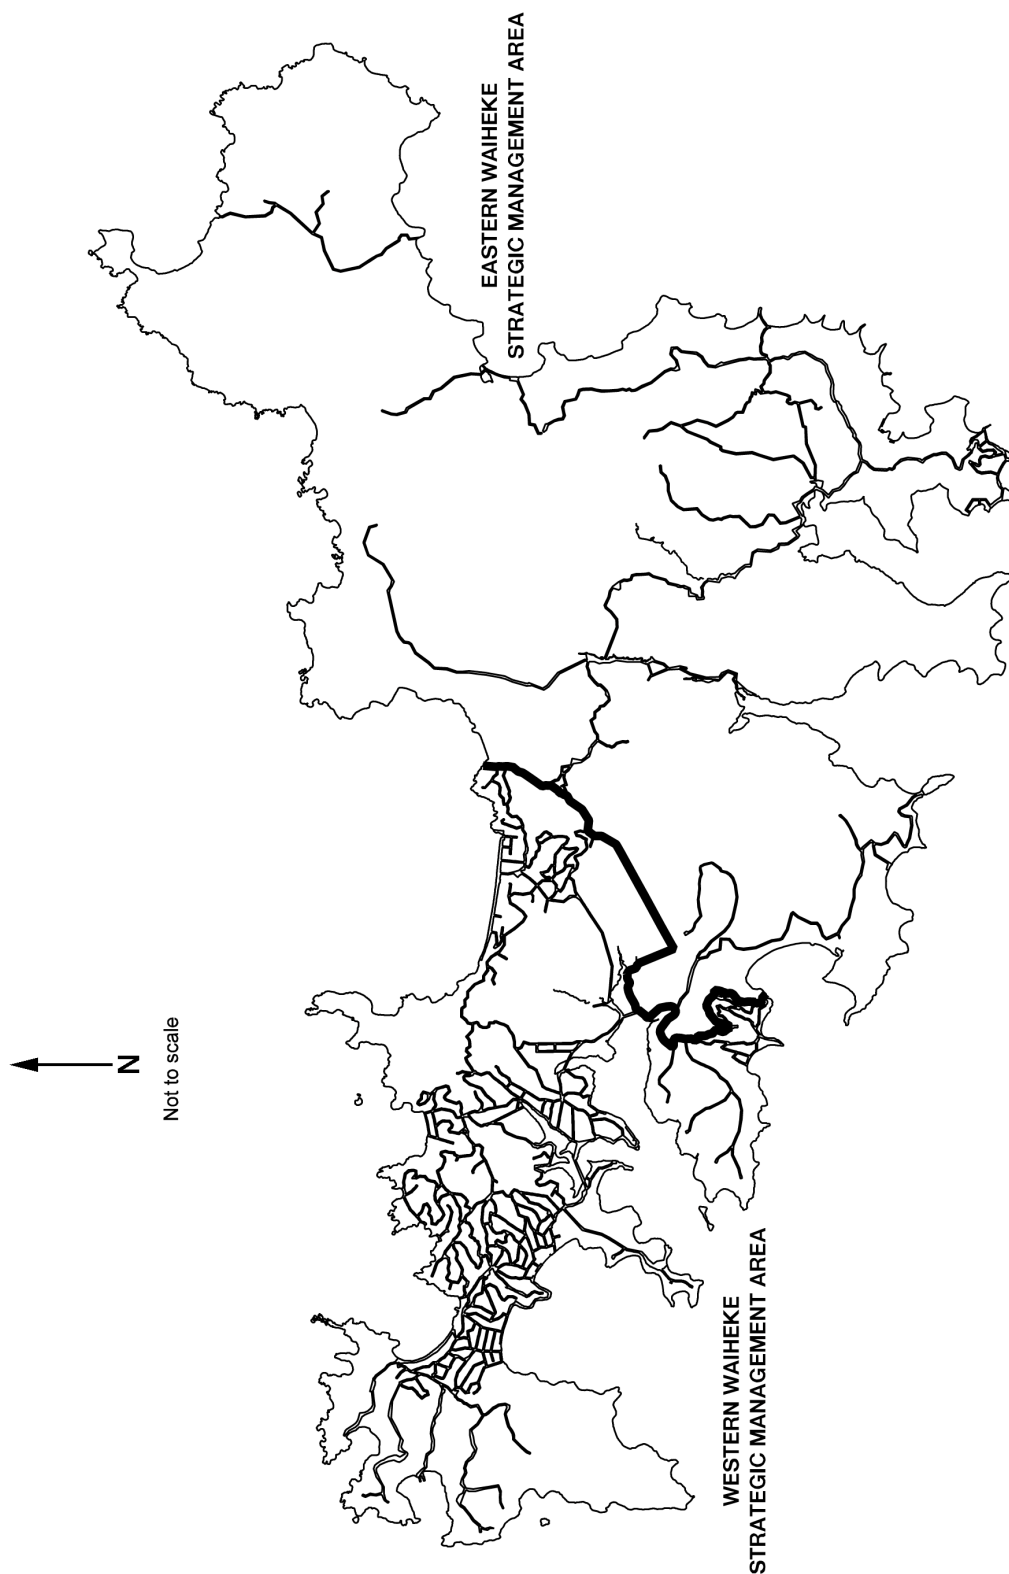 N
Not to scale
EASTERN WAIHEKE
STRATEGIC MANAGEMENT AREA
WESTERN WAIHEKE
STRATEGIC MANAGEMENT AREA